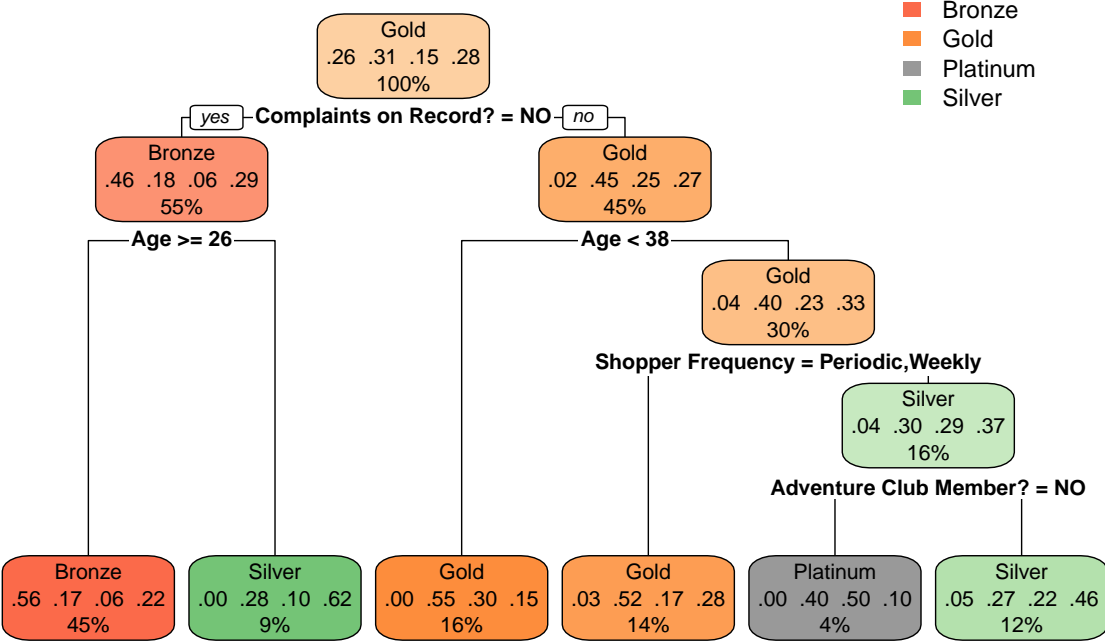 Bronze
Gold
Platinum
Silver
Gold
.26 .31 .15 .28
100%
yes Complaints on Record? = NO no
Bronze
.46 .18 .06 .29
55%
Gold
.02 .45 .25 .27
45%
Age >= 26
Age < 38
Gold
.04 .40 .23 .33
30%
Shopper Frequency = Periodic,Weekly
Silver
.04 .30 .29 .37
16%
Adventure Club Member? = NO
Bronze
.56 .17 .06 .22
45%
Silver
.00 .28 .10 .62
9%
Gold
.00 .55 .30 .15
16%
Gold
.03 .52 .17 .28
14%
Platinum
.00 .40 .50 .10
4%
Silver
.05 .27 .22 .46
12%